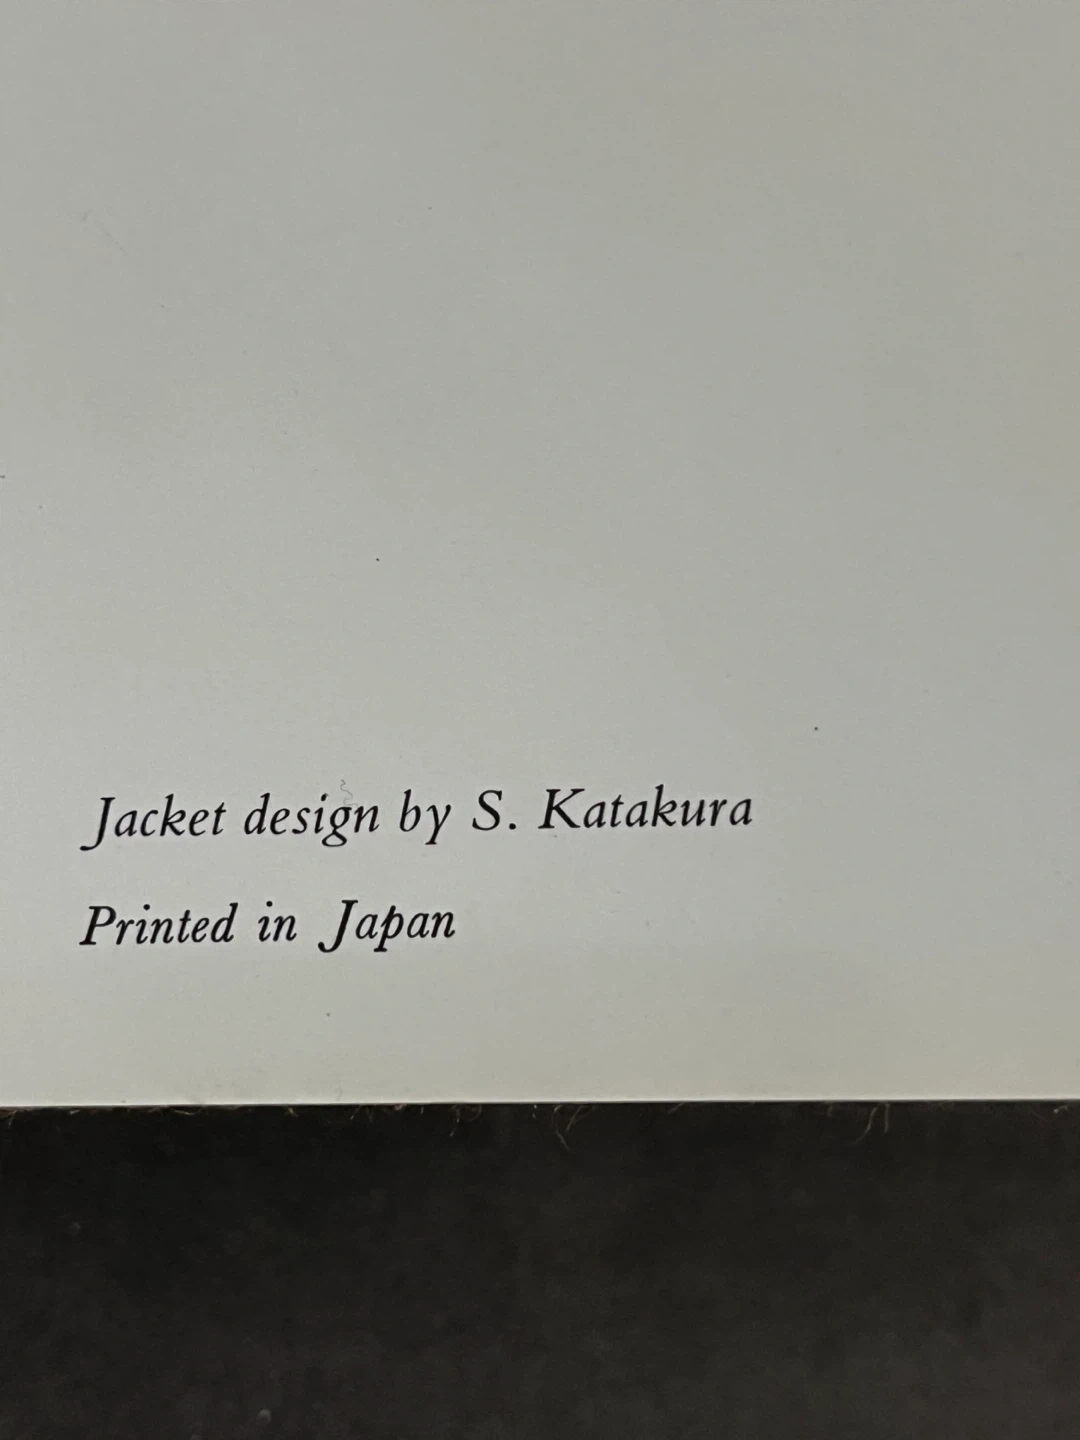 Jacket design by S. Katakura
Printed in Japan